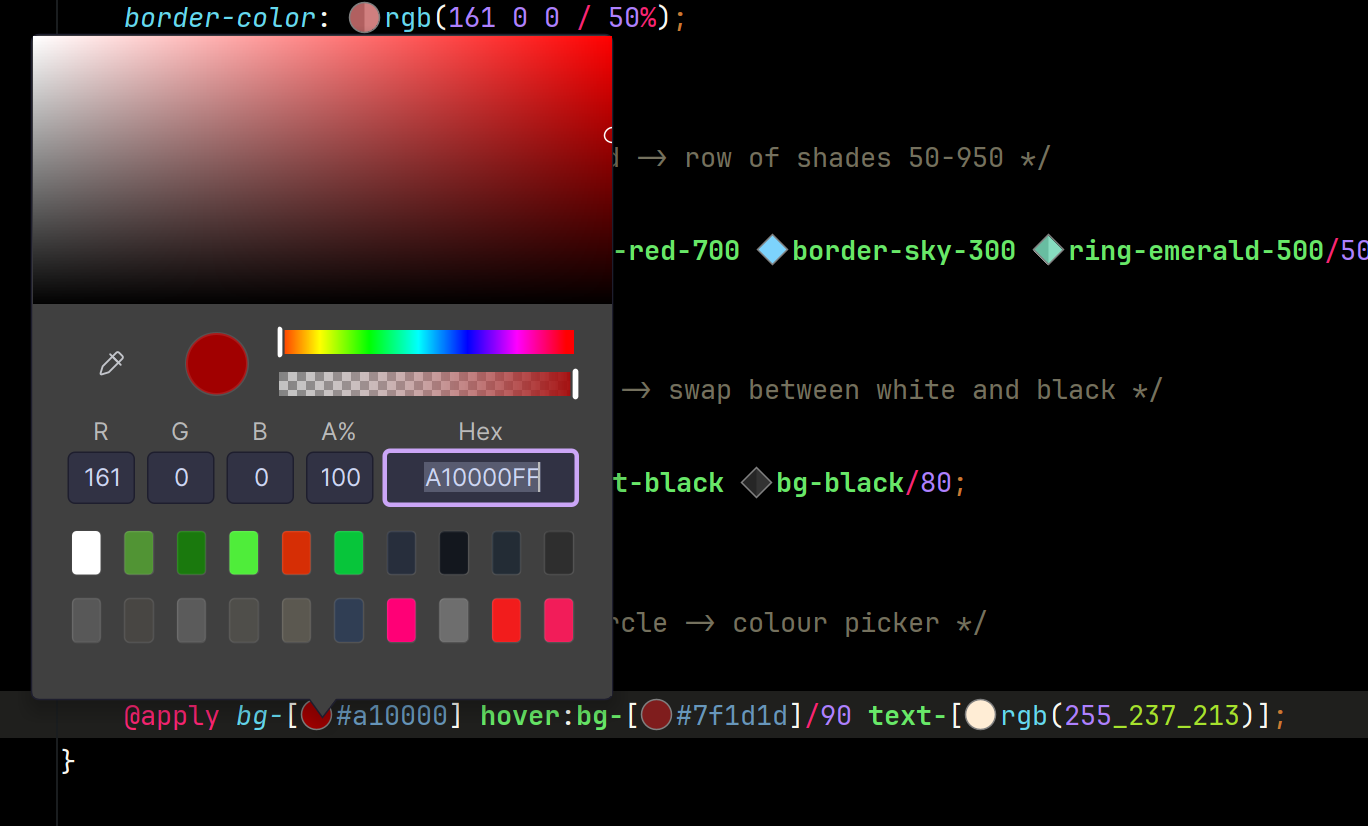 border-color: rgb(161 0 0 / 50%);
-> row of shades 50-950 */
-red-700 border-sky-300 ring-emerald-500/50
-> swap between white and black */
R G B A% Hex
161 0 0 100 A10000FF
t-black bg-black/80;
rcle -> colour picker */
@apply bg-[#a10000] hover:bg-[#7f1d1d]/90 text-[rgb(255_237_213)];
}